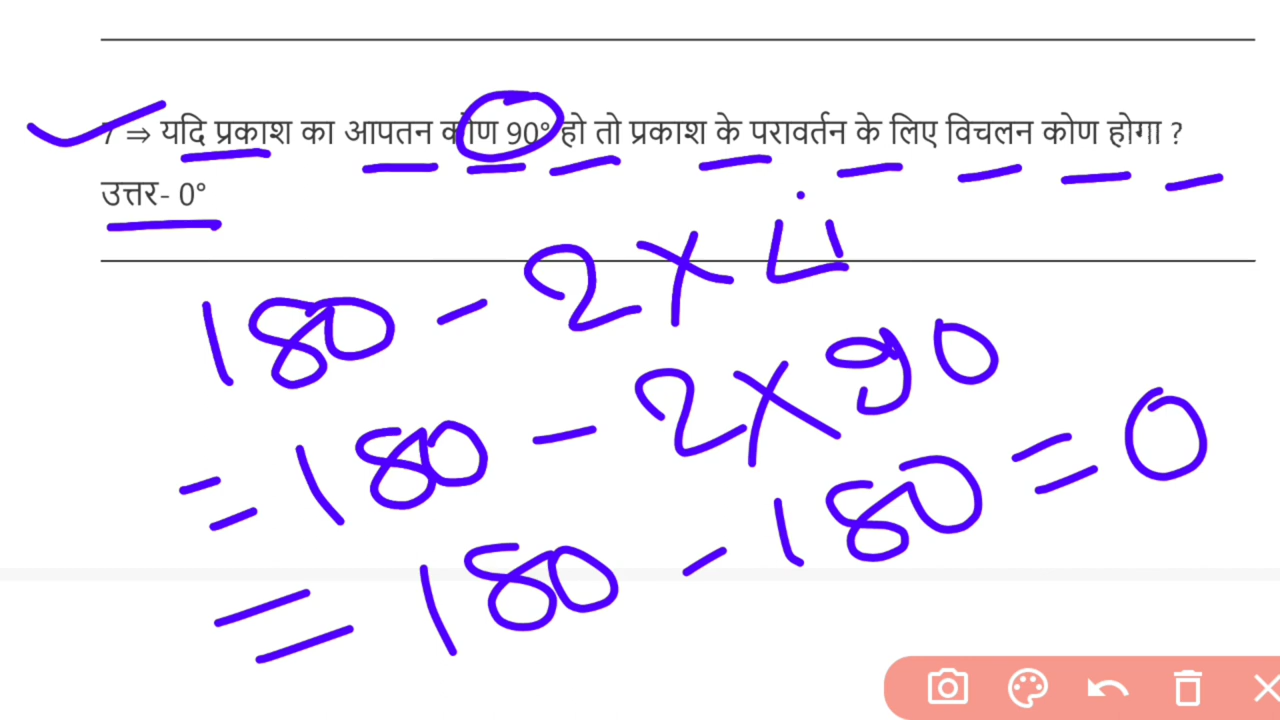 7 ⇒ यदि प्रकाश का आपतन कोण 90° हो तो प्रकाश के परावर्तन के लिए विचलन कोण होगा ?
उत्तर- 0°
180 - 2 × ∠i
= 180 - 2 × 90
= 180 - 180 = 0